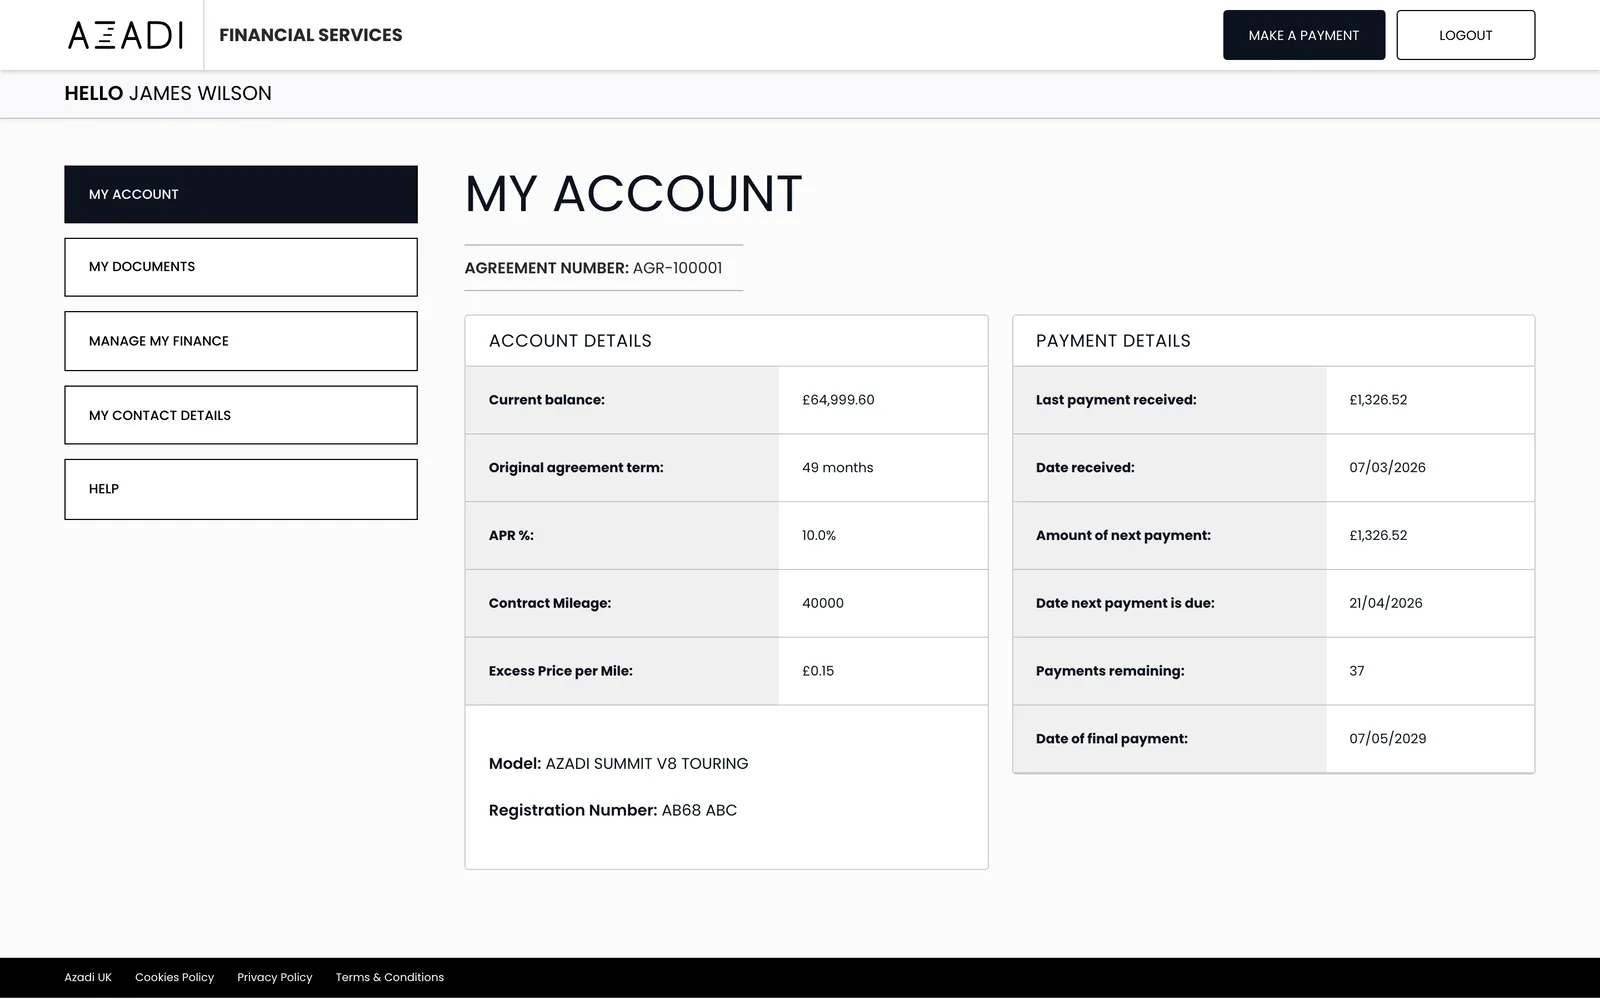 AZADI
FINANCIAL SERVICES
MAKE A PAYMENT
LOGOUT
HELLO JAMES WILSON
MY ACCOUNT
MY DOCUMENTS
MANAGE MY FINANCE
MY CONTACT DETAILS
HELP
MY ACCOUNT
AGREEMENT NUMBER: AGR-100001
ACCOUNT DETAILS
Current balance: £64,999.60
Original agreement term: 49 months
APR %: 10.0%
Contract Mileage: 40000
Excess Price per Mile: £0.15
Model: AZADI SUMMIT V8 TOURING
Registration Number: AB68 ABC
PAYMENT DETAILS
Last payment received: £1,326.52
Date received: 07/03/2026
Amount of next payment: £1,326.52
Date next payment is due: 21/04/2026
Payments remaining: 37
Date of final payment: 07/05/2029
Azadi UK
Cookies Policy
Privacy Policy
Terms & Conditions